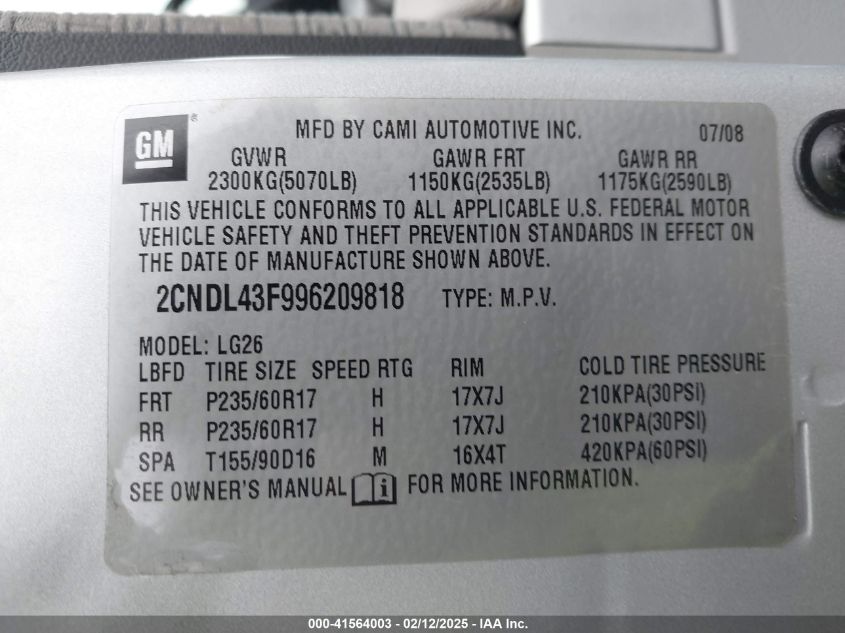 GM ® MFD BY CAMI AUTOMOTIVE INC. 07/08
GVWR GAWR FRT GAWR RR
2300KG(5070LB) 1150KG(2535LB) 1175KG(2590LB)
THIS VEHICLE CONFORMS TO ALL APPLICABLE U.S. FEDERAL MOTOR
VEHICLE SAFETY AND THEFT PREVENTION STANDARDS IN EFFECT ON
THE DATE OF MANUFACTURE SHOWN ABOVE.
2CNDL43F996209818 TYPE: M.P.V.
MODEL: LG26
LBFD TIRE SIZE SPEED RTG RIM COLD TIRE PRESSURE
FRT P235/60R17 H 17X7J 210KPA(30PSI)
RR P235/60R17 H 17X7J 210KPA(30PSI)
SPA T155/90D16 M 16X4T 420KPA(60PSI)
SEE OWNER'S MANUAL i FOR MORE INFORMATION.
000-41564003 - 02/12/2025 - IAA Inc.